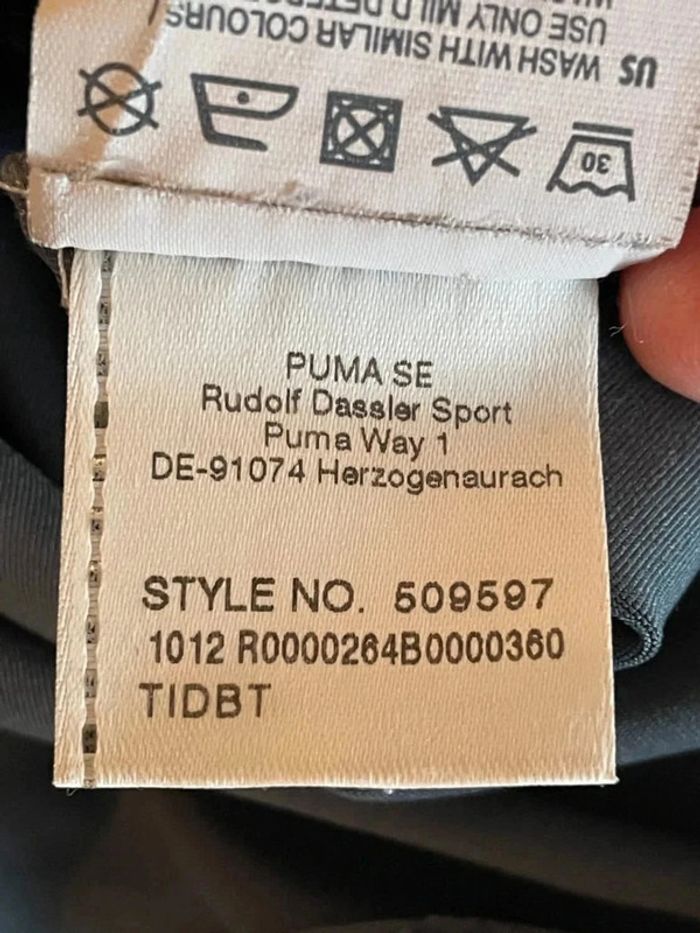 USE ONLY MILD DETER
US WASH WITH SIMILAR COLOURS /
30
PUMA SE
Rudolf Dassler Sport
Puma Way 1
DE-91074 Herzogenaurach
STYLE NO. 509597
1012 R0000264B0000360
TIDBT